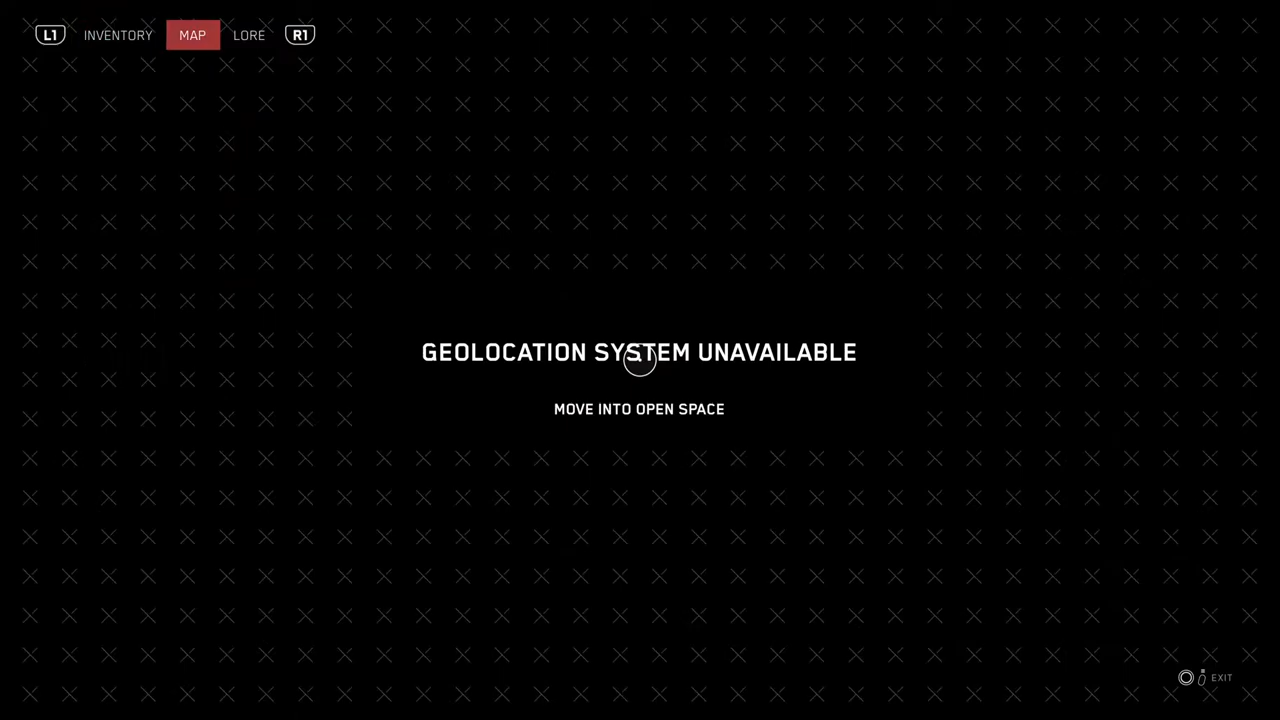 L1 INVENTORY MAP LORE R1
GEOLOCATION SYSTEM UNAVAILABLE
MOVE INTO OPEN SPACE
EXIT